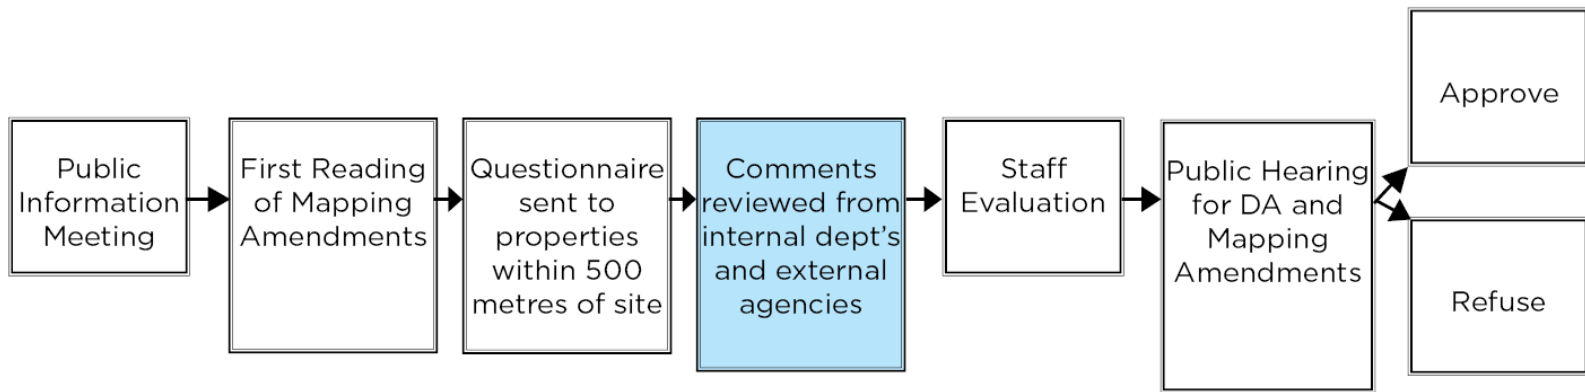 Public
Information
Meeting
First Reading
of Mapping
Amendments
Questionnaire
sent to
properties
within 500
metres of site
Comments
reviewed from
internal dept's
and external
agencies
Staff
Evaluation
Public Hearing
for DA and
Mapping
Amendments
Approve
Refuse